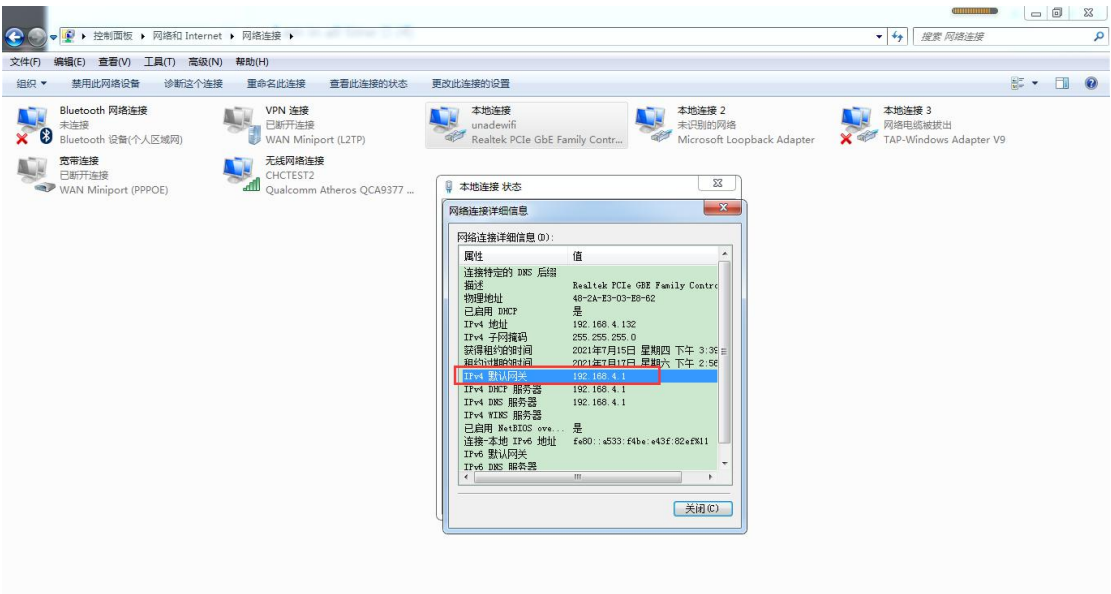 控制面板 ▸ 网络和 Internet ▸ 网络连接 ▸
搜索 网络连接
文件(F) 编辑(E) 查看(V) 工具(T) 高级(N) 帮助(H)
组织 禁用此网络设备 诊断这个连接 重命名此连接 查看此连接的状态 更改此连接的设置
Bluetooth 网络连接
未连接
Bluetooth 设备(个人区域网)
VPN 连接
已断开连接
WAN Miniport (L2TP)
本地连接
unadewifi
Realtek PCIe GbE Family Contr...
本地连接 2
未识别的网络
Microsoft Loopback Adapter
本地连接 3
网络电缆被拔出
TAP-Windows Adapter V9
宽带连接
已断开连接
WAN Miniport (PPPOE)
无线网络连接
CHCTEST2
Qualcomm Atheros QCA9377 ...
本地连接 状态
网络连接详细信息
网络连接详细信息(D):
属性 值
连接特定的 DNS 后缀
描述 Realtek PCIe GBE Family Contro
物理地址 48-2A-E3-03-E8-62
已启用 DHCP 是
IPv4 地址 192.168.4.132
IPv4 子网掩码 255.255.255.0
获得租约的时间 2021年7月15日 星期四 下午 3:39
租约过期的时间 2021年7月17日 星期六 下午 2:56
IPv4 默认网关 192.168.4.1
IPv4 DHCP 服务器 192.168.4.1
IPv4 DNS 服务器 192.168.4.1
IPv4 WINS 服务器
已启用 NetBIOS ove... 是
连接-本地 IPv6 地址 fe80::a533:f4be:e43f:82ef%11
IPv6 默认网关
IPv6 DNS 服务器
关闭(C)